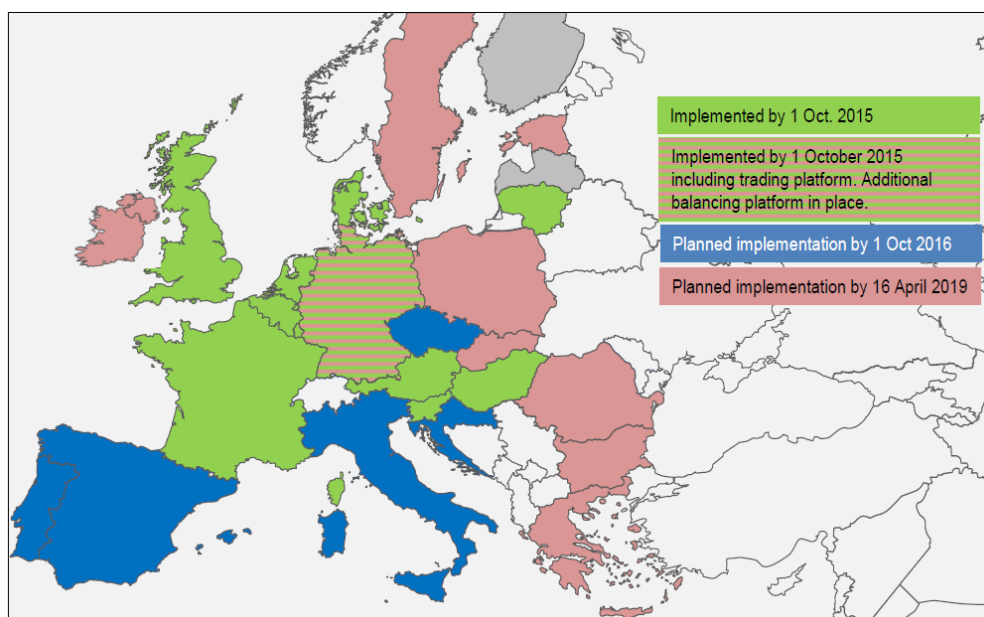 Implemented by 1 Oct. 2015
Implemented by 1 October 2015
including trading platform. Additional
balancing platform in place.
Planned implementation by 1 Oct 2016
Planned implementation by 16 April 2019